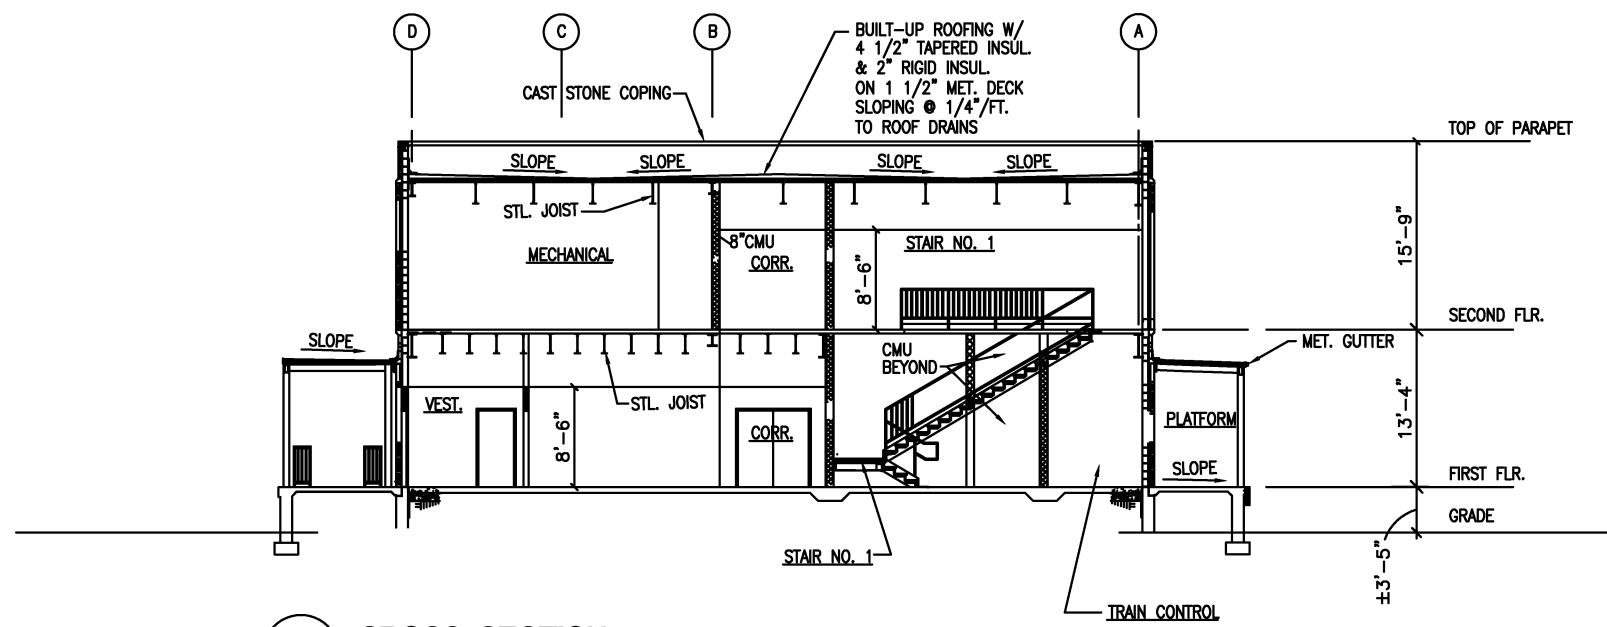 D
C
B
A
BUILT-UP ROOFING W/
4 1/2" TAPERED INSUL.
& 2" RIGID INSUL.
ON 1 1/2" MET. DECK
SLOPING @ 1/4"/FT.
TO ROOF DRAINS
CAST STONE COPING
TOP OF PARAPET
SLOPE
SLOPE
SLOPE
SLOPE
STL. JOIST
MECHANICAL
8"CMU
CORR.
STAIR NO. 1
8'-6"
15'-9"
SECOND FLR.
SLOPE
MET. GUTTER
CMU
BEYOND
VEST.
STL. JOIST
8'-6"
CORR.
PLATFORM
13'-4"
SLOPE
FIRST FLR.
GRADE
±3'-5"
STAIR NO. 1
TRAIN CONTROL
CROSS SECTION